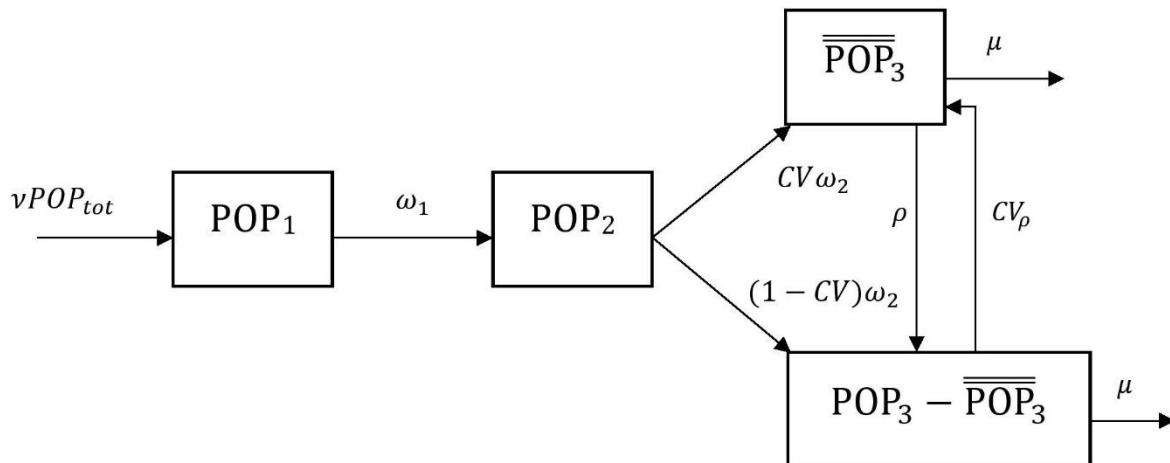 POP̿₃
μ
νPOP_tot
POP₁
ω₁
POP₂
CVω₂
(1 − CV)ω₂
ρ
CV_ρ
POP₃ − POP̿₃
μ